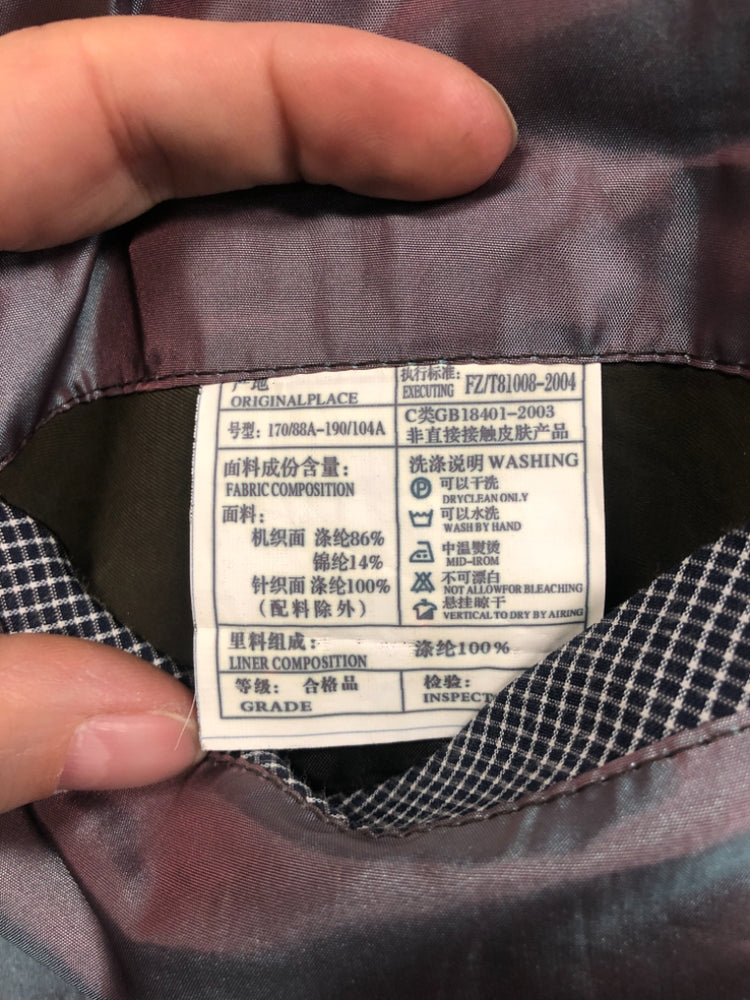 产地
ORIGINALPLACE
执行标准: FZ/T81008-2004
EXECUTING
号型: 170/88A-190/104A
C类GB18401-2003
非直接接触皮肤产品
面料成份含量:
FABRIC COMPOSITION
面料:
机织面 涤纶86%
锦纶14%
针织面 涤纶100%
(配料除外)
洗涤说明 WASHING
可以干洗
DRYCLEAN ONLY
可以水洗
WASH BY HAND
中温熨烫
MID-IROM
不可漂白
NOT ALLOWFOR BLEACHING
悬挂晾干
VERTICAL TO DRY BY AIRING
里料组成: 涤纶100%
LINER COMPOSITION
等级: 合格品
GRADE
检验:
INSPECT